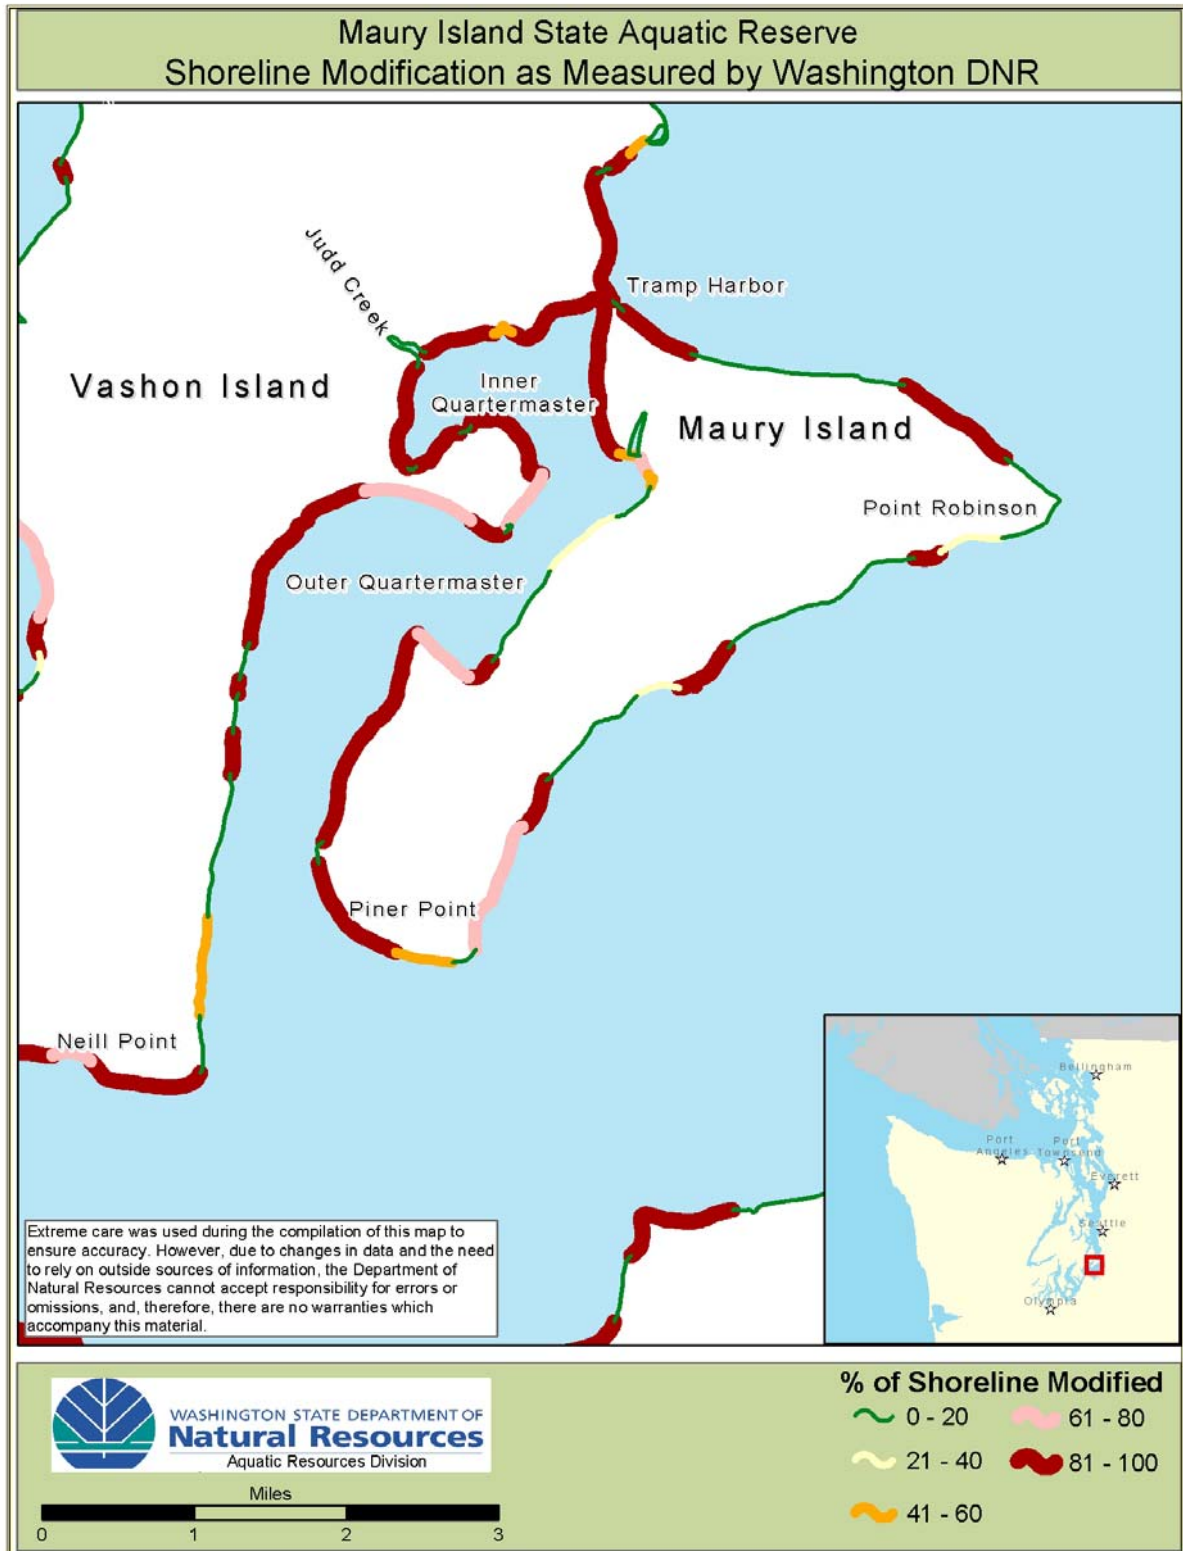 Maury Island State Aquatic Reserve
Shoreline Modification as Measured by Washington DNR
Judd Creek
Tramp Harbor
Vashon Island
Inner
Quartermaster
Maury Island
Point Robinson
Outer Quartermaster
Piner Point
Neill Point
Bellingham
Port
Angeles
Port
Townsend
Everett
Seattle
Olympia
Extreme care was used during the compilation of this map to
ensure accuracy. However, due to changes in data and the need
to rely on outside sources of information, the Department of
Natural Resources cannot accept responsibility for errors or
omissions, and, therefore, there are no warranties which
accompany this material.
WASHINGTON STATE DEPARTMENT OF
Natural Resources
Aquatic Resources Division
Miles
0 1 2 3
% of Shoreline Modified
0 - 20
61 - 80
21 - 40
81 - 100
41 - 60